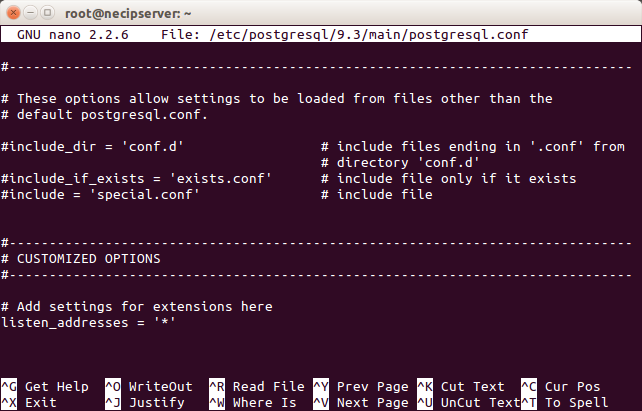 root@necipserver: ~
GNU nano 2.2.6    File: /etc/postgresql/9.3/main/postgresql.conf
#------------------------------------------------------------------------------
# These options allow settings to be loaded from files other than the
# default postgresql.conf.
#include_dir = 'conf.d'                 # include files ending in '.conf' from
                                        # directory 'conf.d'
#include_if_exists = 'exists.conf'      # include file only if it exists
#include = 'special.conf'               # include file
#------------------------------------------------------------------------------
# CUSTOMIZED OPTIONS
#------------------------------------------------------------------------------
# Add settings for extensions here
listen_addresses = '*'
^G Get Help  ^O WriteOut  ^R Read File ^Y Prev Page ^K Cut Text  ^C Cur Pos
^X Exit      ^J Justify   ^W Where Is  ^V Next Page ^U UnCut Text^T To Spell